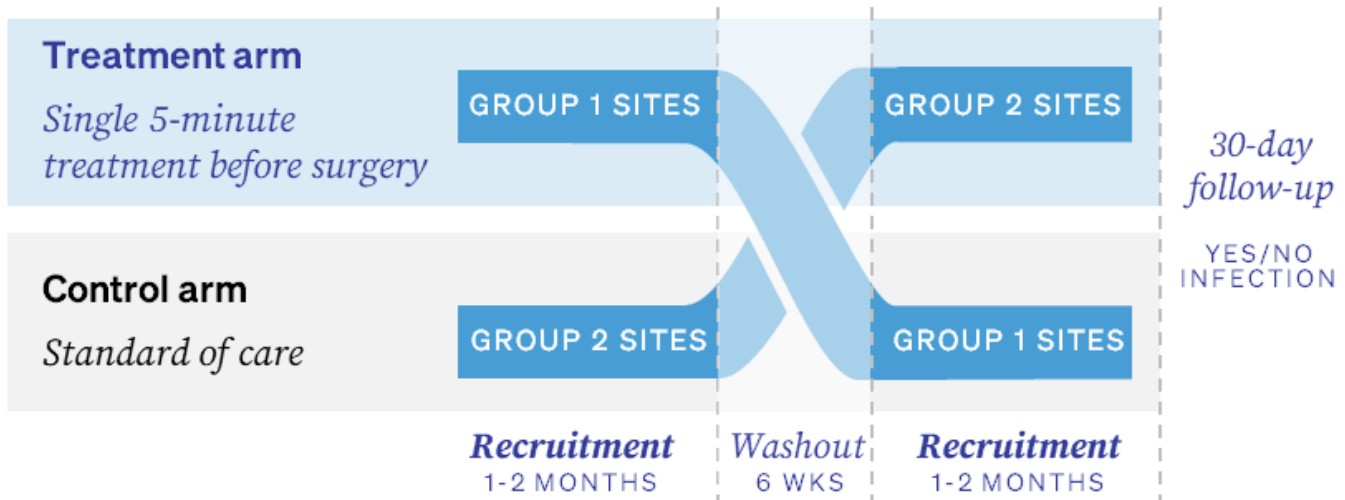 Treatment arm
Single 5-minute
treatment before surgery
GROUP 1 SITES
GROUP 2 SITES
Control arm
Standard of care
GROUP 2 SITES
GROUP 1 SITES
30-day
follow-up
YES/NO
INFECTION
Recruitment
1-2 MONTHS
Washout
6 WKS
Recruitment
1-2 MONTHS